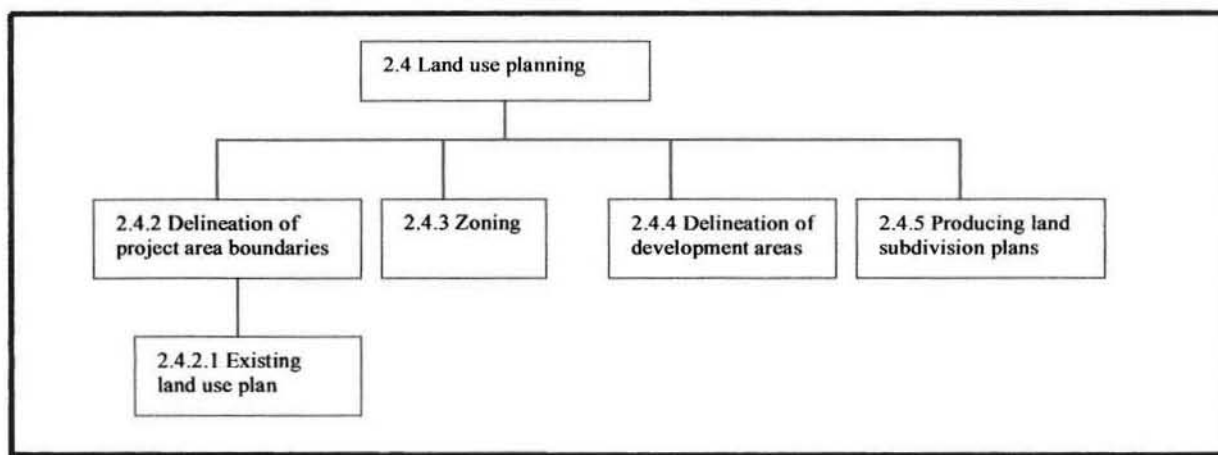 2.4 Land use planning
2.4.2 Delineation of
project area boundaries
2.4.3 Zoning
2.4.4 Delineation of
development areas
2.4.5 Producing land
subdivision plans
2.4.2.1 Existing
land use plan